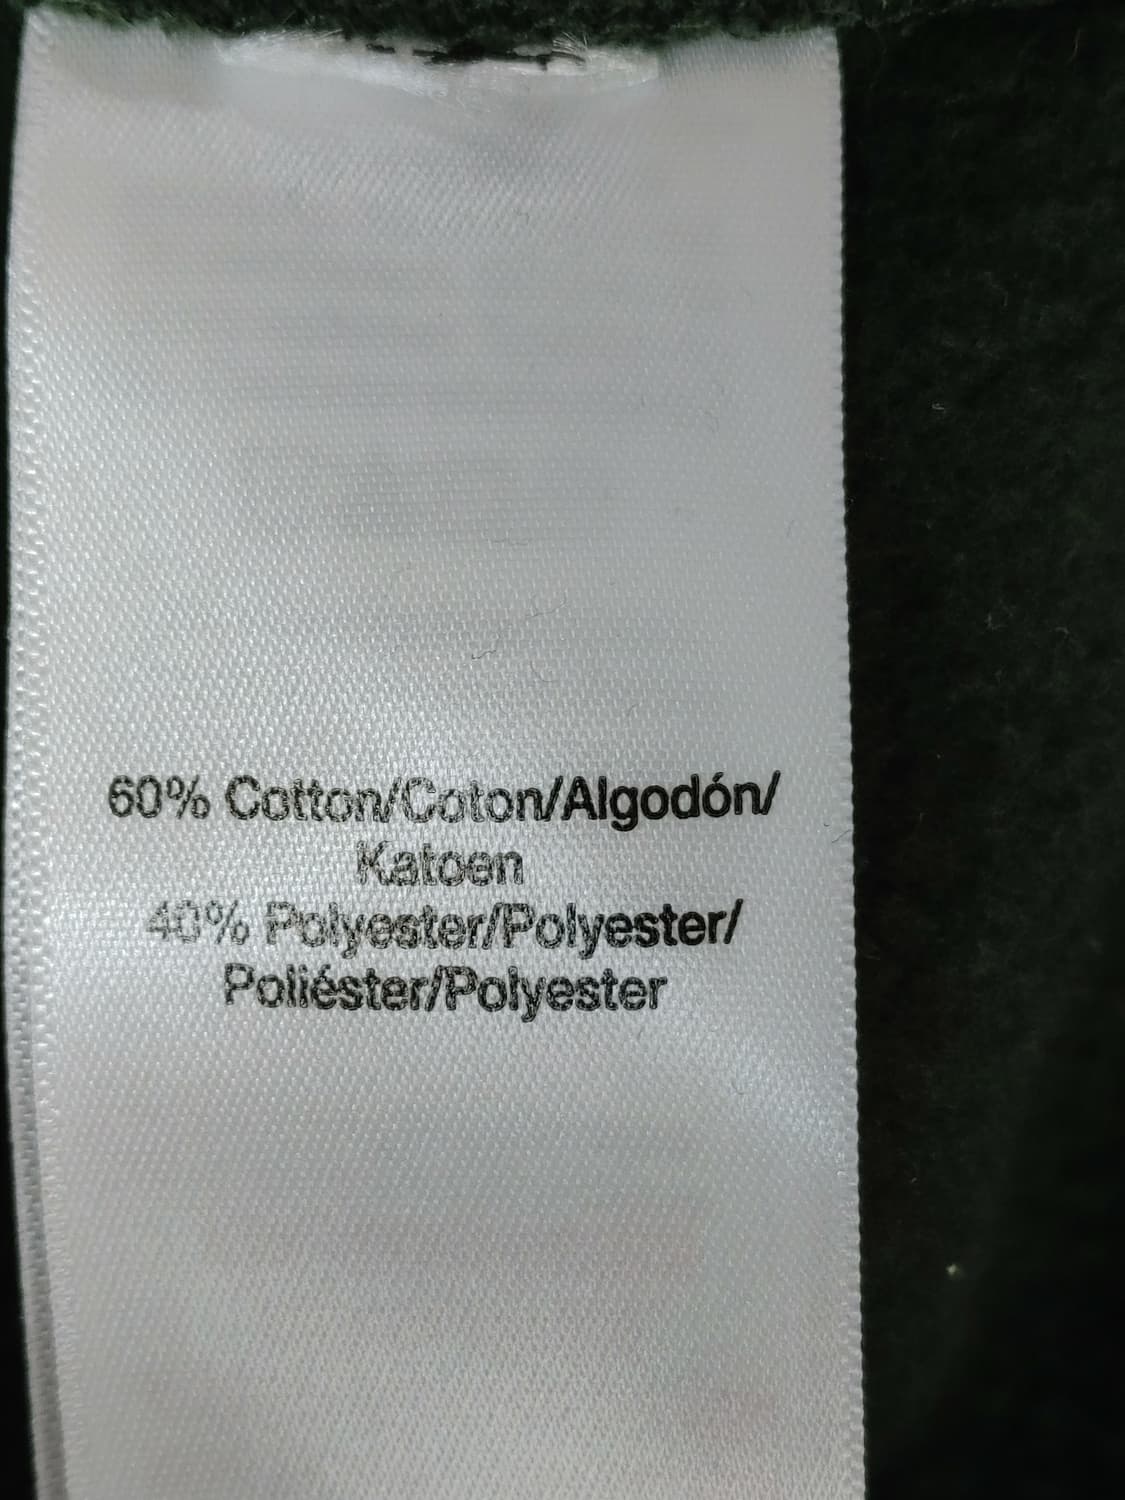 60% Cotton/Coton/Algodón/
Katoen
40% Polyester/Polyester/
Poliéster/Polyester